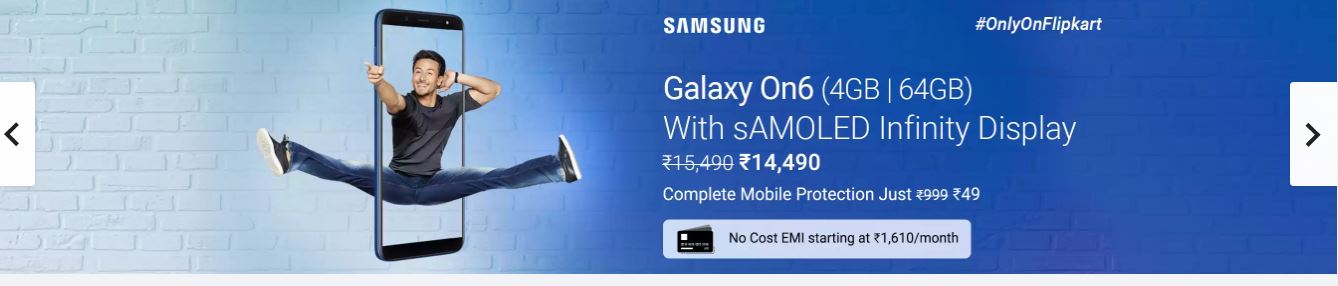 SAMSUNG
#OnlyOnFlipkart
Galaxy On6 (4GB | 64GB)
With sAMOLED Infinity Display
₹15,490 ₹14,490
Complete Mobile Protection Just ₹999 ₹49
No Cost EMI starting at ₹1,610/month